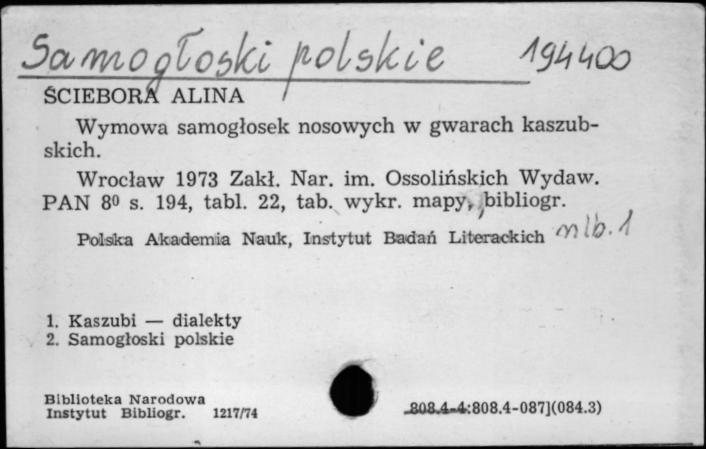 Samogłoski polskie 194400
ŚCIEBORA ALINA
Wymowa samogłosek nosowych w gwarach kaszub-
skich.
Wrocław 1973 Zakł. Nar. im. Ossolińskich Wydaw.
PAN 8⁰ s. 194, tabl. 22, tab. wykr. mapy, bibliogr.
Polska Akademia Nauk, Instytut Badań Literackich nlb. 1
1. Kaszubi — dialekty
2. Samogłoski polskie
Biblioteka Narodowa
Instytut Bibliogr. 1217/74 808.4-4:808.4-087](084.3)